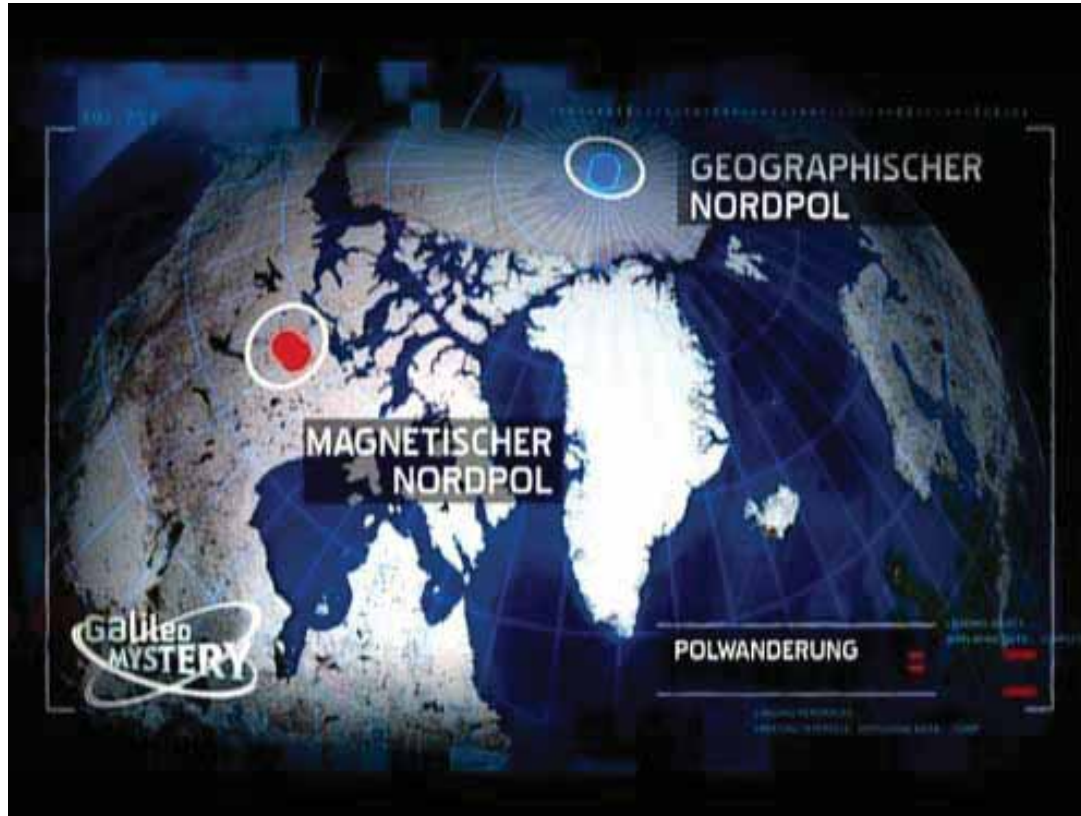 GEOGRAPHISCHER
NORDPOL
MAGNETISCHER
NORDPOL
Galileo
MYSTERY
POLWANDERUNG